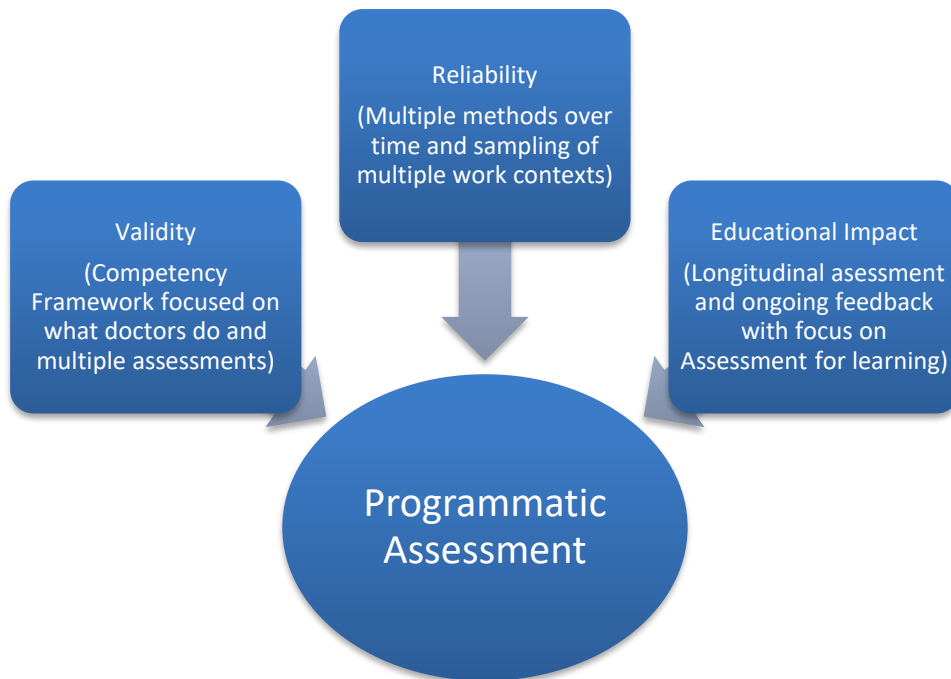 Reliability
(Multiple methods over
time and sampling of
multiple work contexts)
Validity
(Competency
Framework focused on
what doctors do and
multiple assessments)
Educational Impact
(Longitudinal asessment
and ongoing feedback
with focus on
Assessment for learning)
Programmatic
Assessment